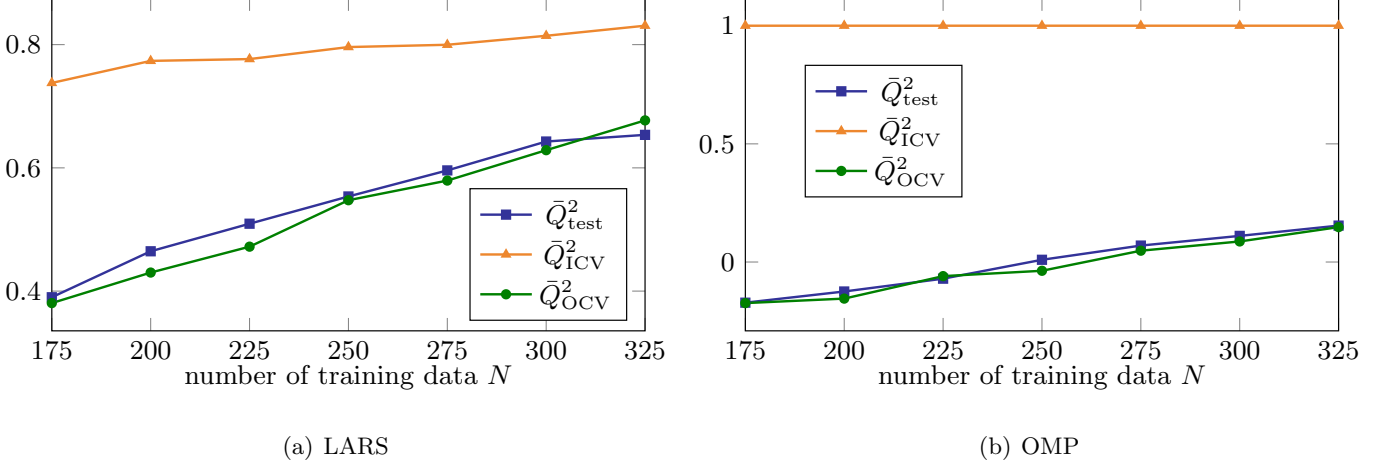 0.8
0.6
0.4
175 200 225 250 275 300 325
number of training data N
Q̄²test
Q̄²ICV
Q̄²OCV
(a) LARS
1
0.5
0
175 200 225 250 275 300 325
number of training data N
Q̄²test
Q̄²ICV
Q̄²OCV
(b) OMP